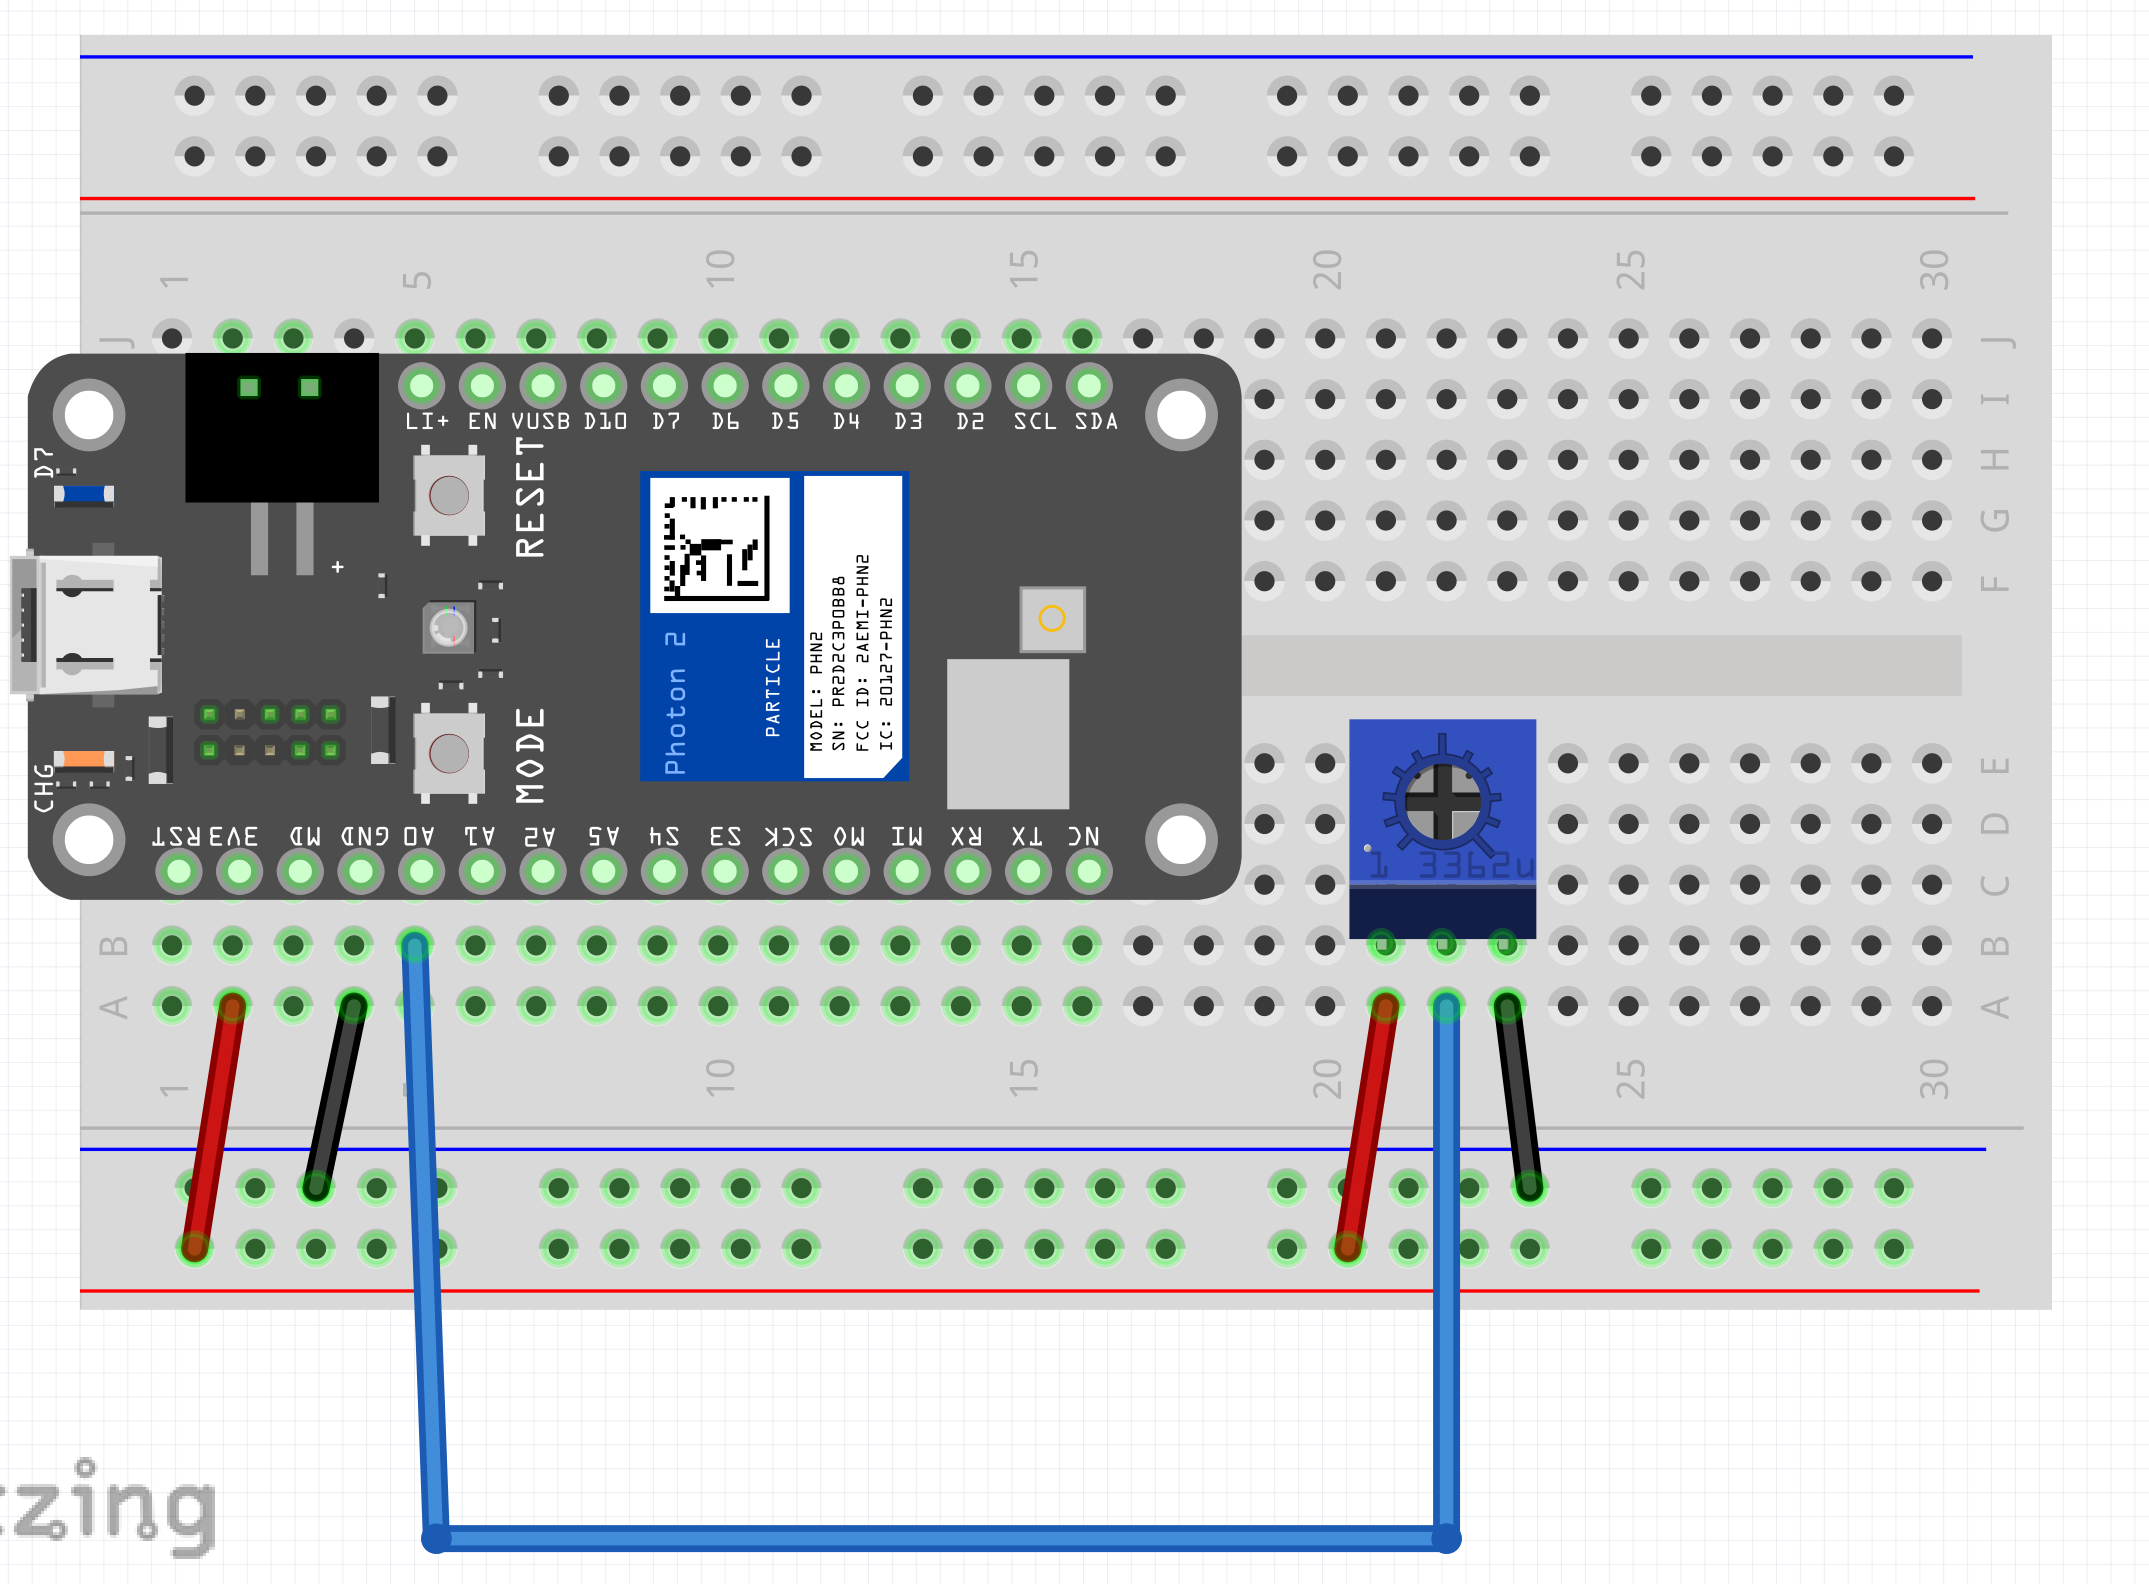 1 5 10 15 20 25 30
J J
LI+ EN VUSB D10 D7 D6 D5 D4 D3 D2 SCL SDA
I
H
G
F
D7
RESET
+
Photon 2
PARTICLE
MODEL: PHN2
SN: PR2D2C3P0BB8
FCC ID: 2AEMI-PHN2
IC: 20127-PHN2
MODE
CHG
RST 3V3 MD GND A0 A1 A2 A5 S4 S3 SCK MO MI RX TX NC
E
D
1 3362u
C
B B
A A
1 10 15 20 25 30
zing